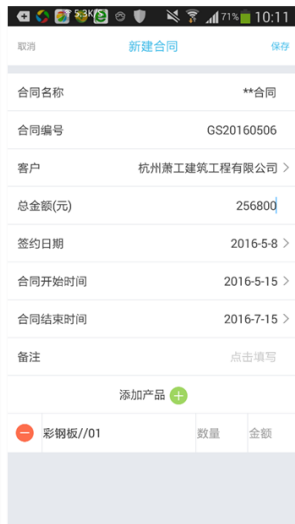 5.3K/S 71% 10:11
取消 新建合同 保存
合同名称 **合同
合同编号 GS20160506
客户 杭州萧工建筑工程有限公司
总金额(元) 256800
签约日期 2016-5-8
合同开始时间 2016-5-15
合同结束时间 2016-7-15
备注 点击填写
添加产品
彩钢板//01 数量 金额